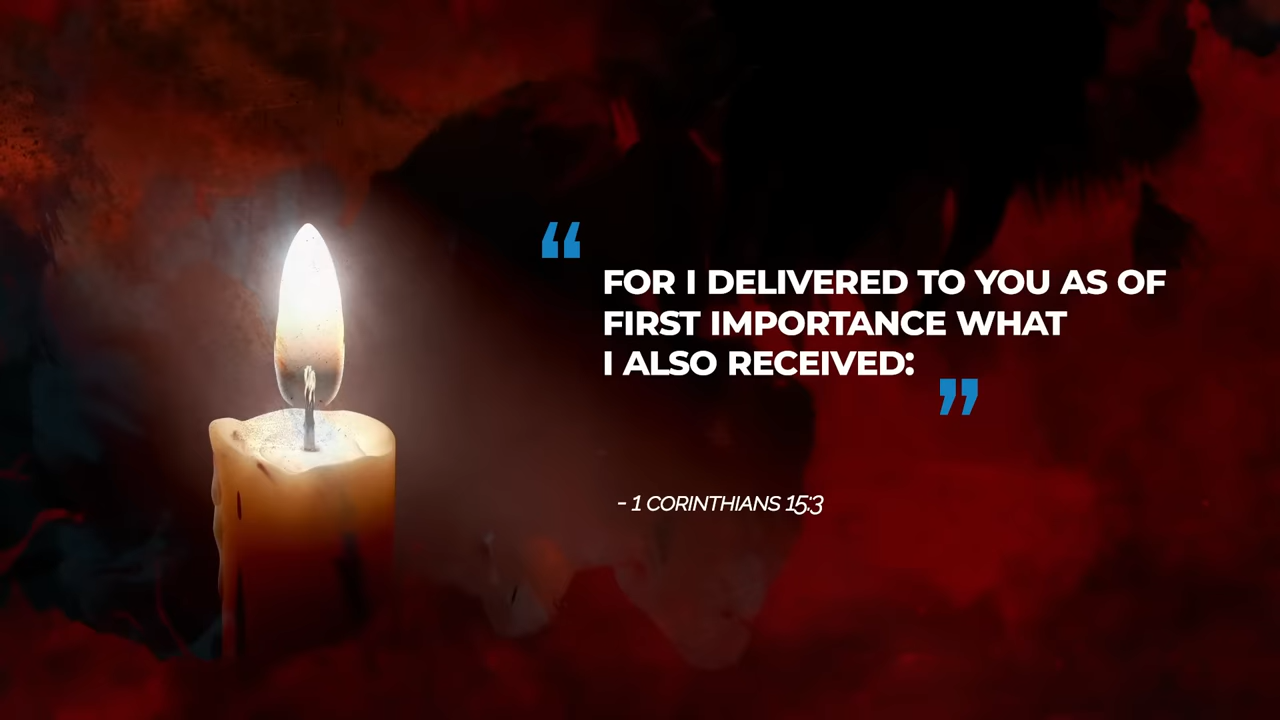 “
FOR I DELIVERED TO YOU AS OF
FIRST IMPORTANCE WHAT
I ALSO RECEIVED:
”
– 1 CORINTHIANS 15:3